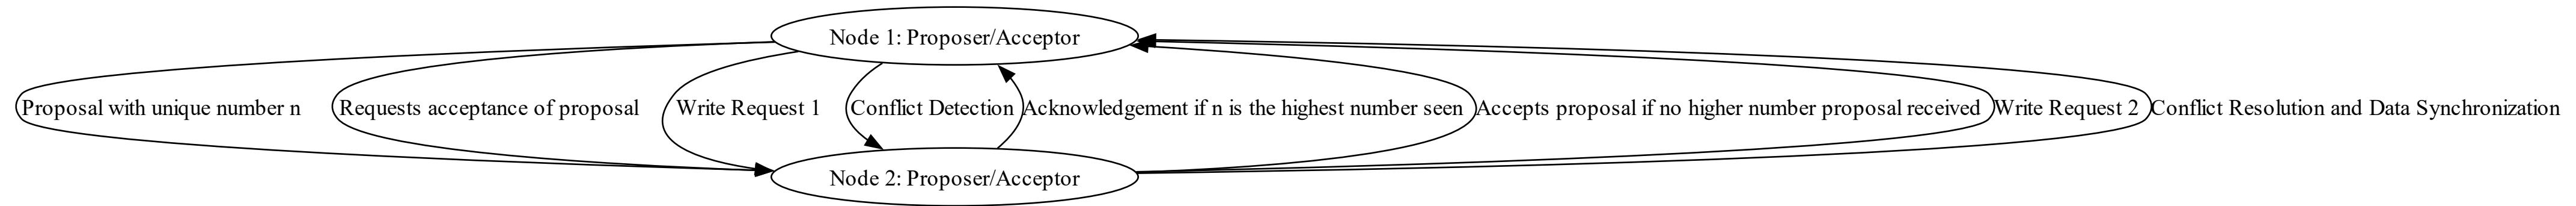 Node 1: Proposer/Acceptor
Proposal with unique number n
Requests acceptance of proposal
Write Request 1
Conflict Detection
Acknowledgement if n is the highest number seen
Accepts proposal if no higher number proposal received
Write Request 2
Conflict Resolution and Data Synchronization
Node 2: Proposer/Acceptor